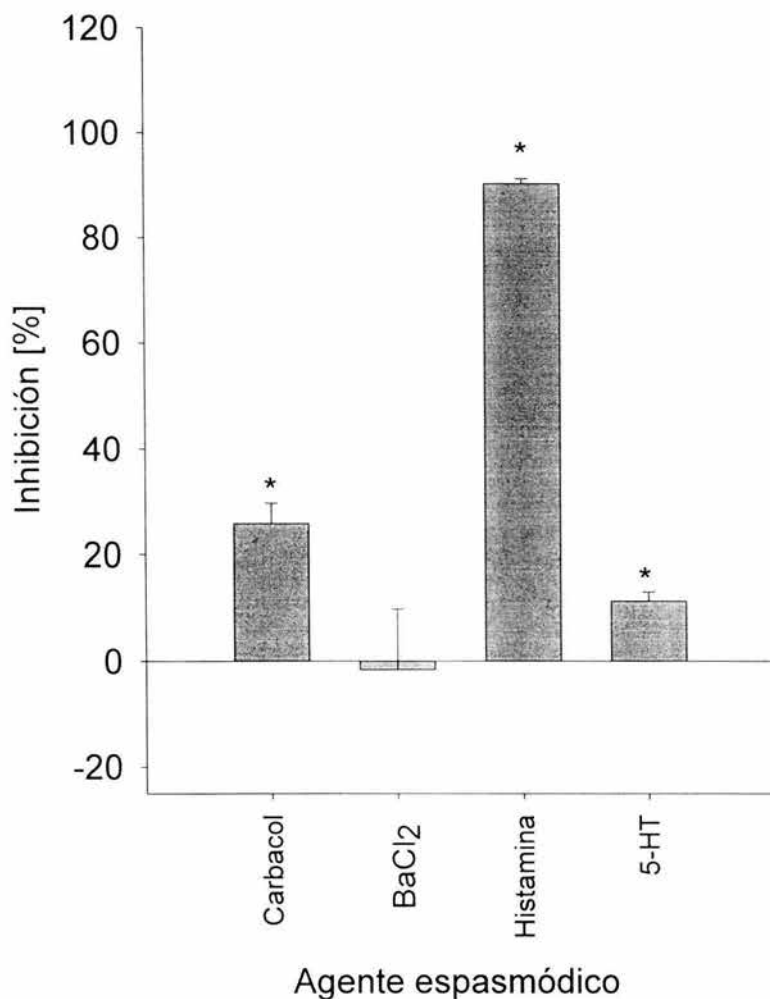 120
100
80
60
40
20
0
-20
Inhibición [%]
*
*
*
Carbacol
BaCl2
Histamina
5-HT
Agente espasmódico